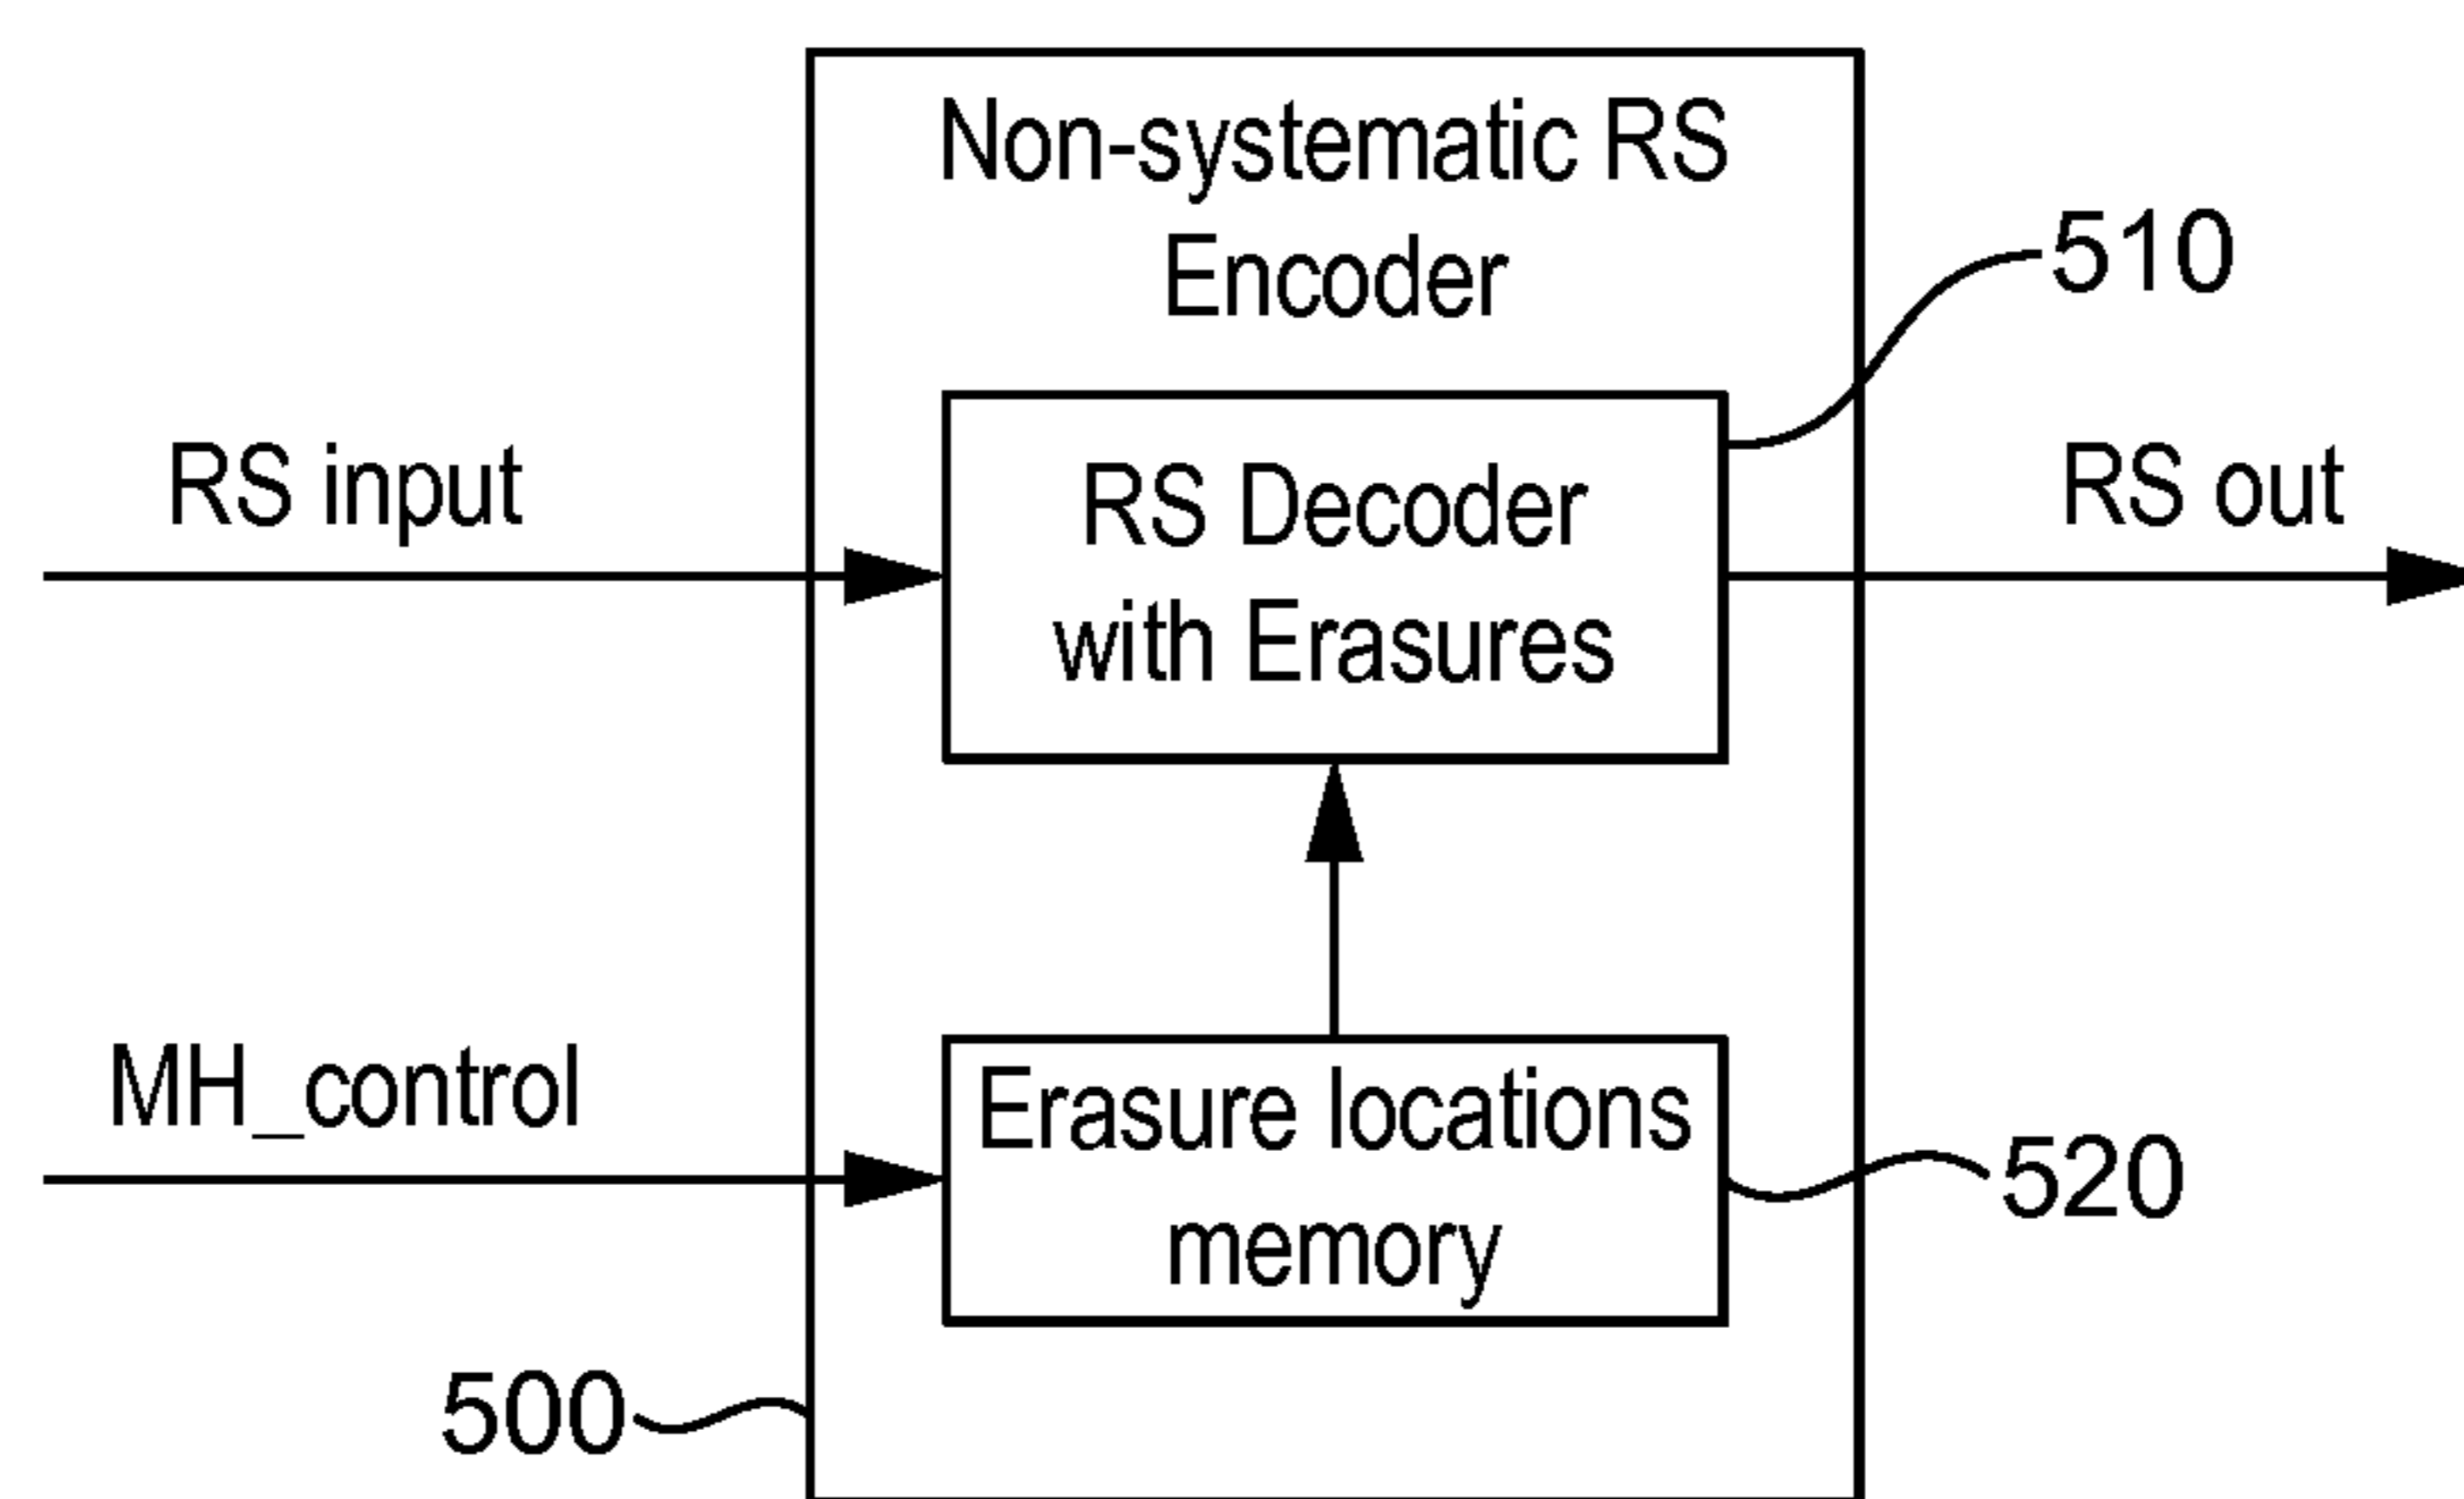 Non-systematic RS
Encoder
510
RS input
RS Decoder
with Erasures
RS out
MH_control
Erasure locations
memory
520
500